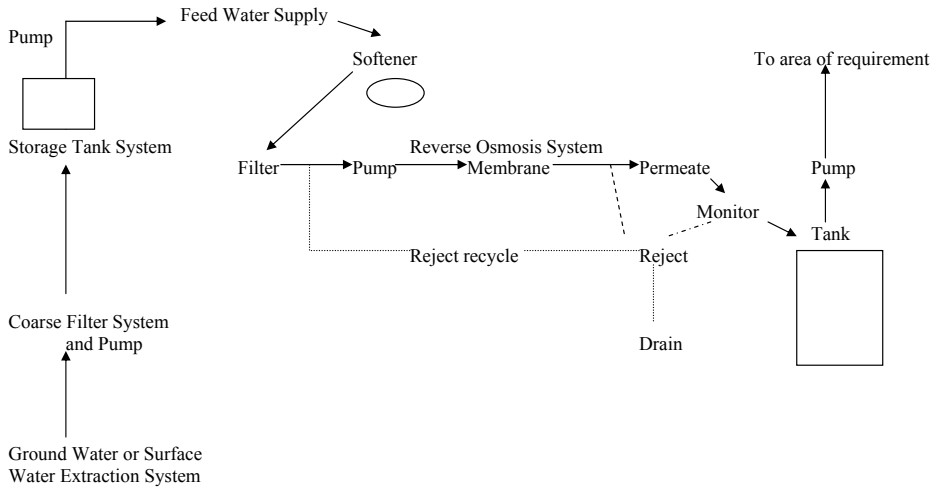 Pump
Feed Water Supply
Softener
To area of requirement
Storage Tank System
Reverse Osmosis System
Filter
Pump
Membrane
Permeate
Pump
Monitor
Tank
Reject recycle
Reject
Coarse Filter System
and Pump
Drain
Ground Water or Surface
Water Extraction System